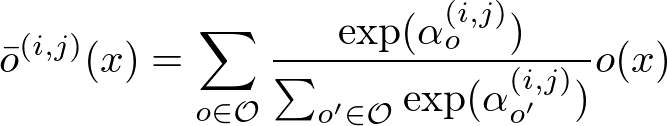 \bar{o}^{(i,j)}(x) = \sum_{o \in \mathcal{O}} \frac{\exp(\alpha_o^{(i,j)})}{\sum_{o' \in \mathcal{O}} \exp(\alpha_{o'}^{(i,j)})} o(x)